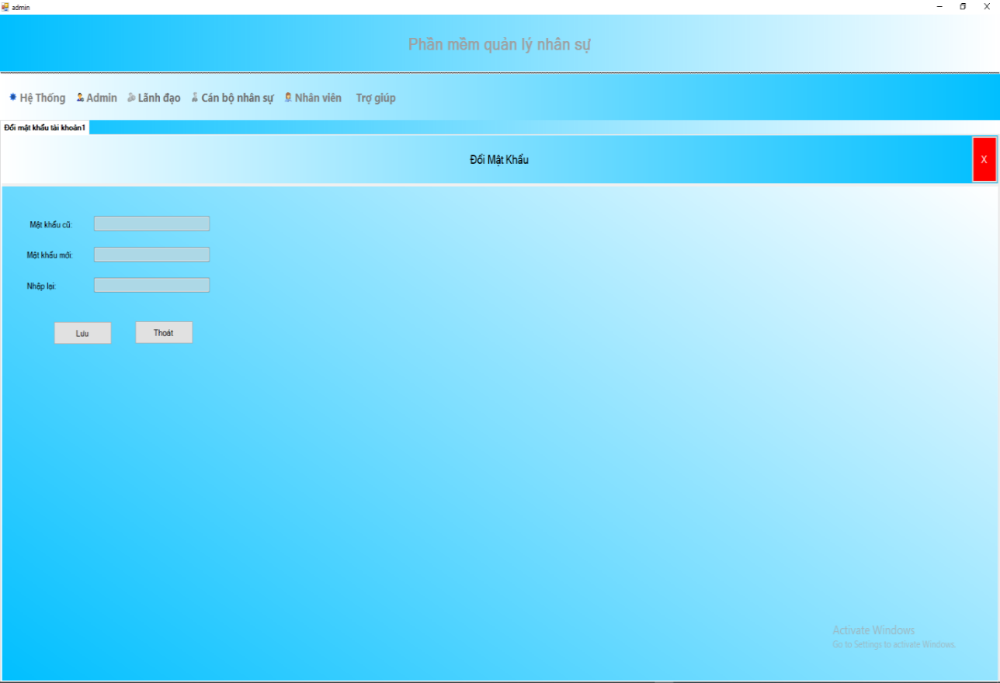 admin
Phần mềm quản lý nhân sự
Hệ Thống Admin Lãnh đạo Cán bộ nhân sự Nhân viên Trợ giúp
Đổi mật khẩu tài khoản1
Đổi Mật Khẩu
X
Mật khẩu cũ:
Mật khẩu mới:
Nhập lại:
Lưu Thoát
Activate Windows
Go to Settings to activate Windows.